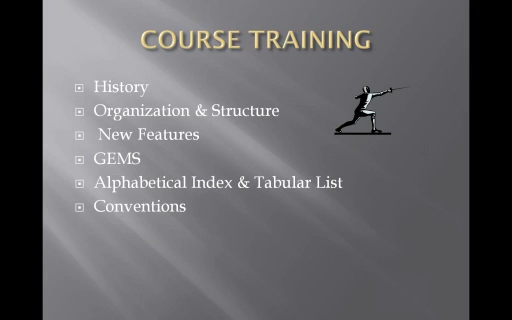 COURSE TRAINING
History
Organization & Structure
New Features
GEMS
Alphabetical Index & Tabular List
Conventions